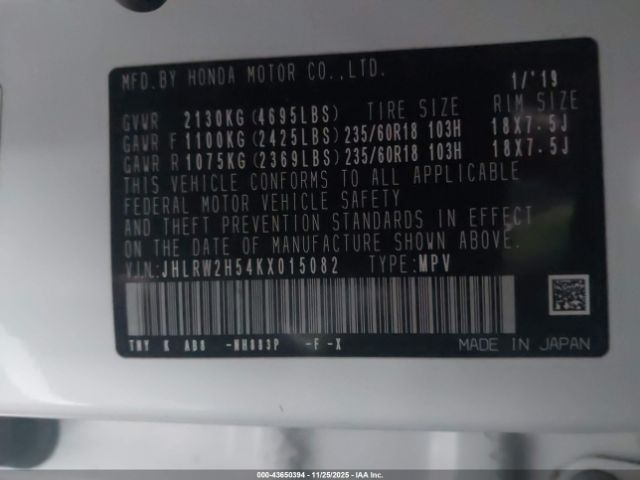 MFD.BY HONDA MOTOR CO.,LTD. 1/'19
GVWR 2130KG(4695LBS) TIRE SIZE RIM SIZE
GAWR F 1100KG(2425LBS) 235/60R18 103H 18X7.5J
GAWR R 1075KG(2369LBS) 235/60R18 103H 18X7.5J
THIS VEHICLE CONFORMS TO ALL APPLICABLE
FEDERAL MOTOR VEHICLE SAFETY
AND THEFT PREVENTION STANDARDS IN EFFECT
ON THE DATE OF MANUFACTURE SHOWN ABOVE.
VIN:JHLRW2H54KX015082 TYPE:MPV
TNY K AD0 -NH883P -F-X MADE IN JAPAN
000-43650394 | 11/25/2025 | IAA Inc.